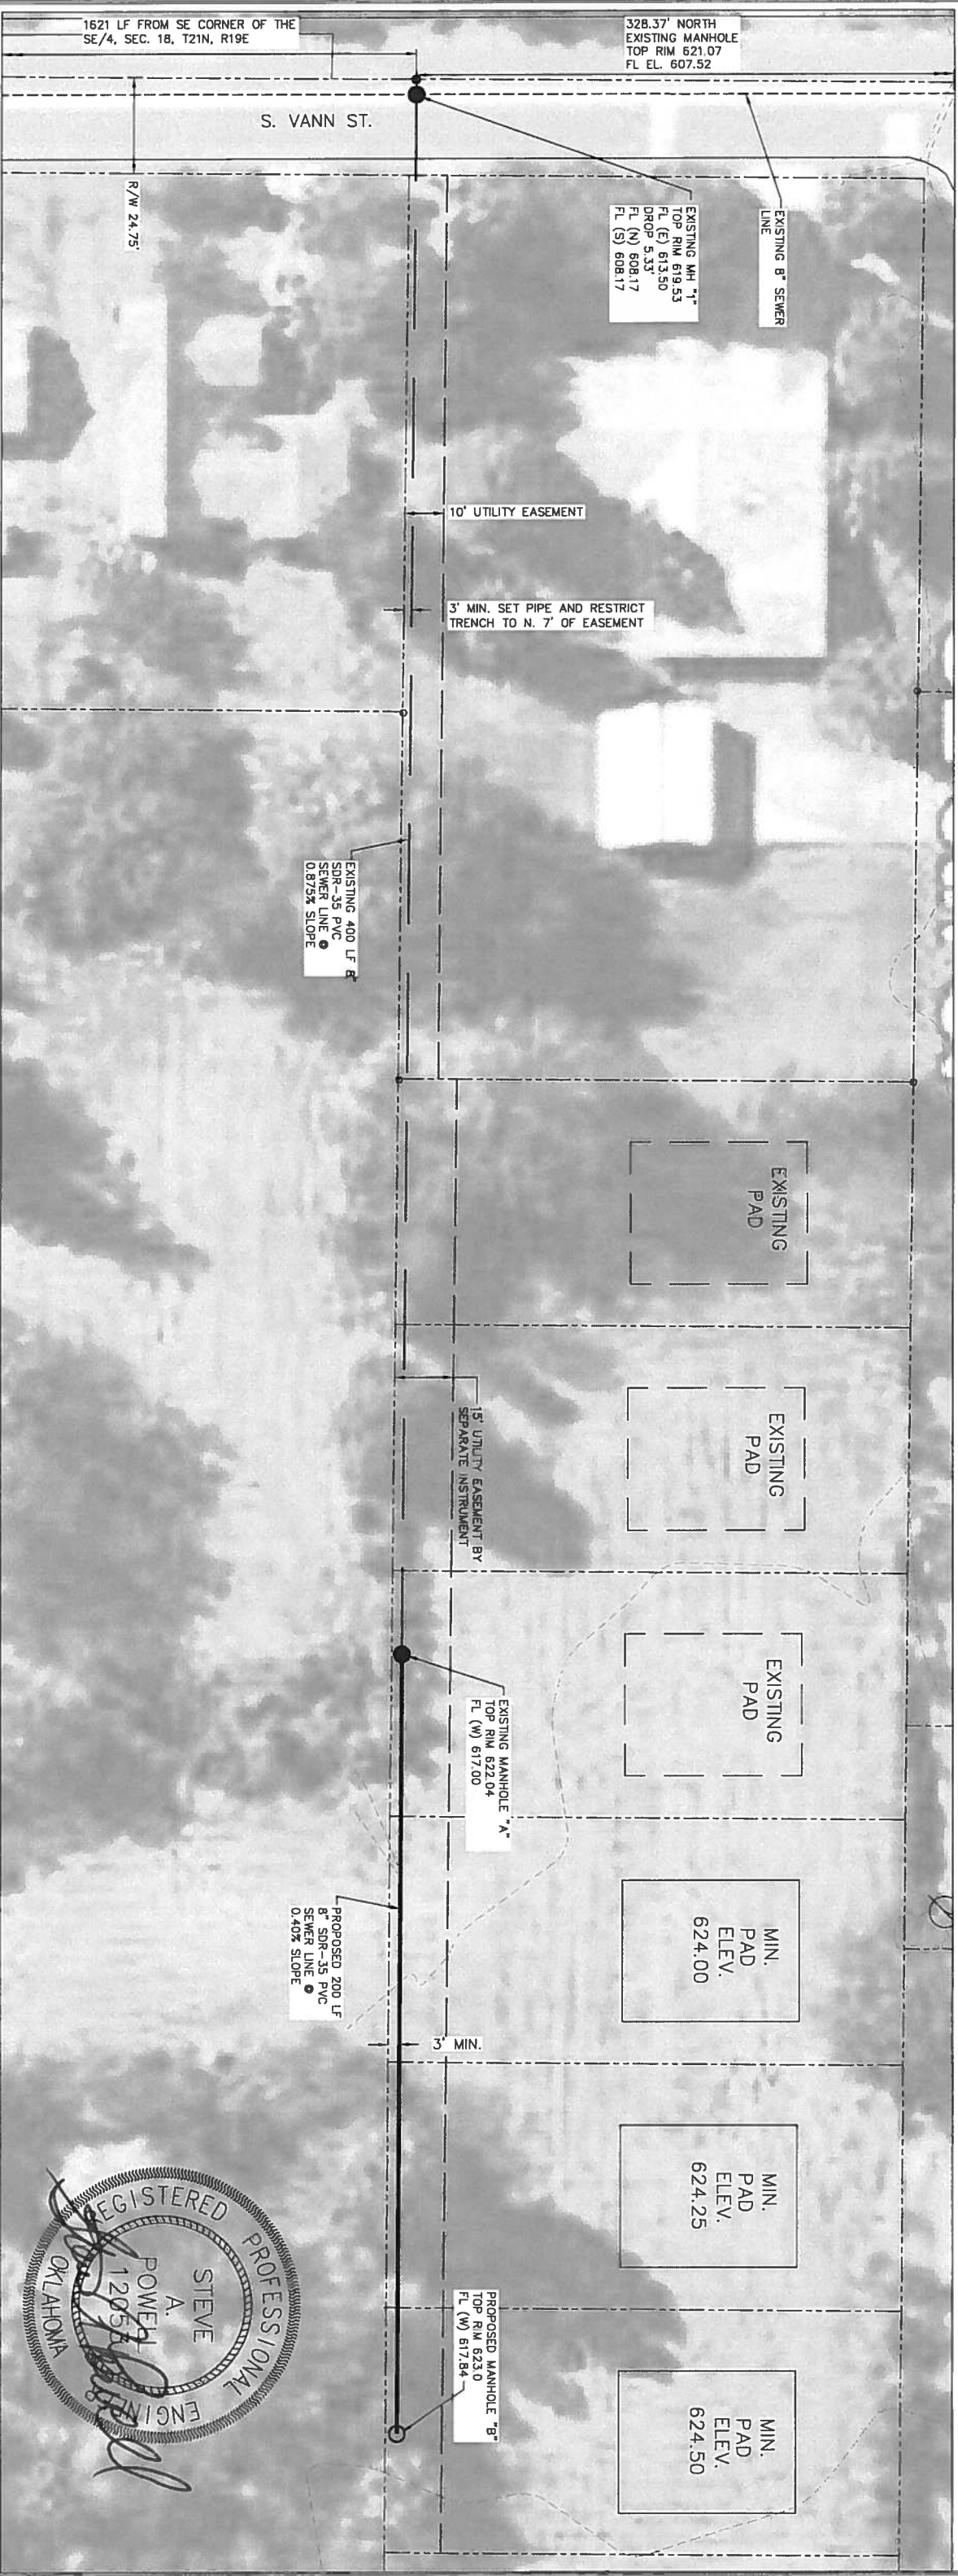 1621 LF FROM SE CORNER OF THE
SE/4, SEC. 18, T21N, R19E
328.37' NORTH
EXISTING MANHOLE
TOP RIM 621.07
FL EL. 607.52
S. VANN ST.
R/W 24.75'
EXISTING MH "1"
TOP RIM 619.53
FL (E) 613.50
DROP 5.33'
FL (N) 608.17
FL (S) 608.17
EXISTING 8" SEWER
LINE
10' UTILITY EASEMENT
3' MIN. SET PIPE AND RESTRICT
TRENCH TO N. 7' OF EASEMENT
EXISTING 400 LF 8"
SDR-35 PVC
SEWER LINE @
0.875% SLOPE
EXISTING
PAD
EXISTING
PAD
15' UTILITY EASEMENT BY
SEPARATE INSTRUMENT
EXISTING
PAD
EXISTING MANHOLE "A"
TOP RIM 622.04
FL (W) 617.00
PROPOSED 200 LF
8" SDR-35 PVC
SEWER LINE @
0.40% SLOPE
MIN.
PAD
ELEV.
624.00
3' MIN.
MIN.
PAD
ELEV.
624.25
PROPOSED MANHOLE "B"
TOP RIM 623.0
FL (W) 617.84
MIN.
PAD
ELEV.
624.50
REGISTERED PROFESSIONAL ENGINEER
STEVE
A.
POWELL
OKLAHOMA